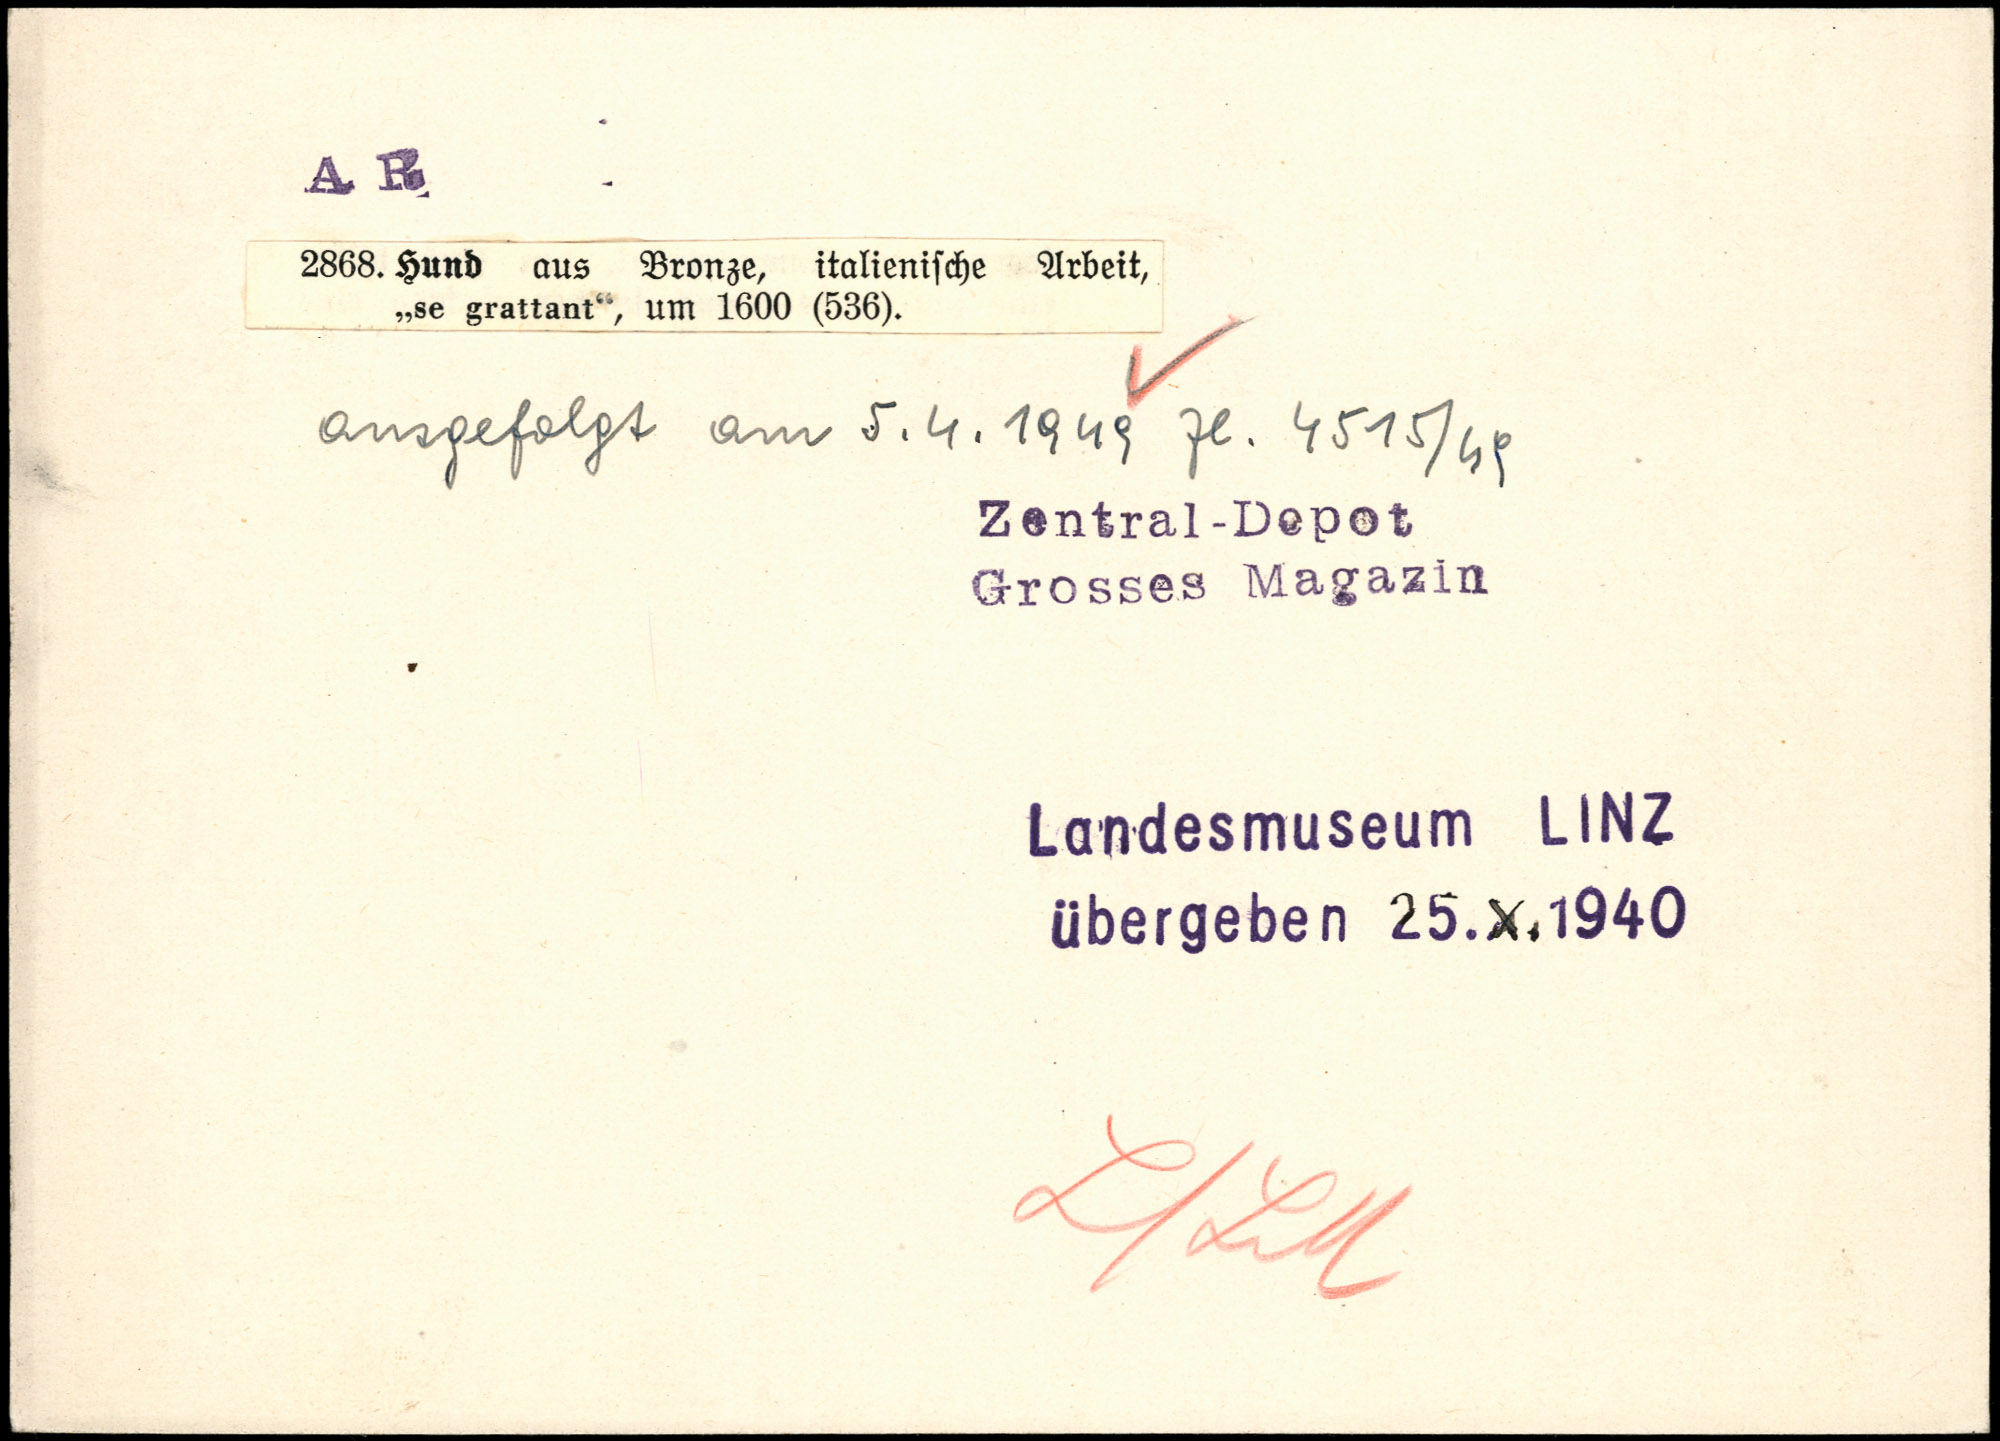 A R
2868. Hund aus Bronze, italienische Arbeit,
„se grattant“, um 1600 (536).
ausgefolgt am 5.4.1949 Zl. 4515/49
Zentral-Depot
Grosses Magazin
Landesmuseum LINZ
übergeben 25.X.1940